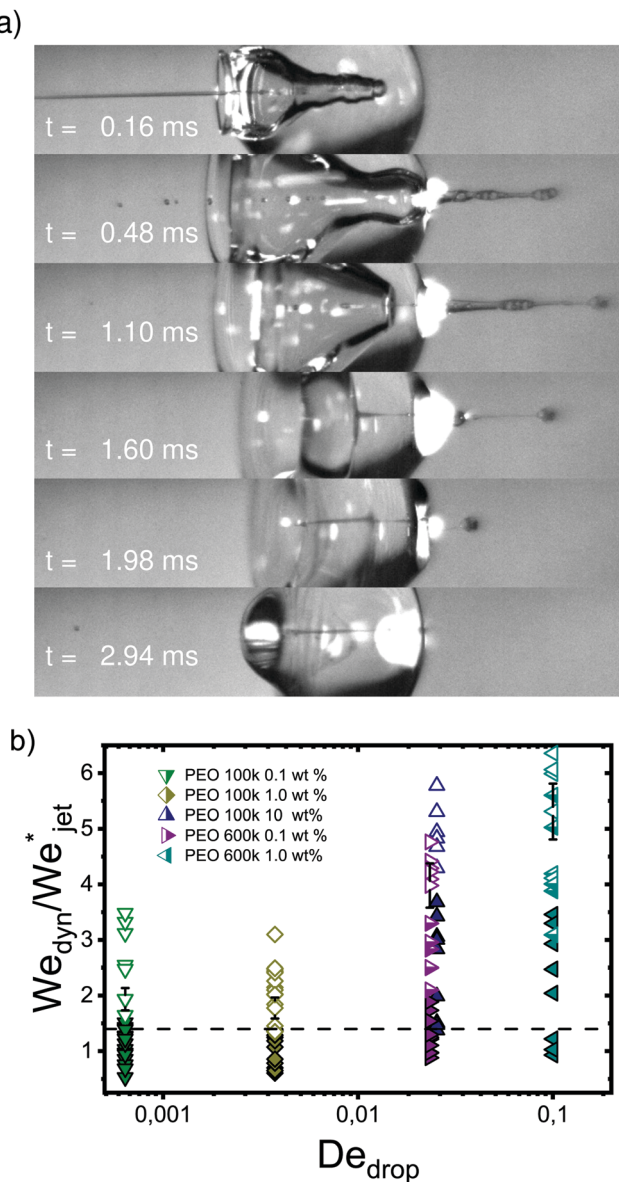 a)
t = 0.16 ms
t = 0.48 ms
t = 1.10 ms
t = 1.60 ms
t = 1.98 ms
t = 2.94 ms
b)
6
5
4
3
2
1
PEO 100k 0.1 wt %
PEO 100k 1.0 wt %
PEO 100k 10 wt %
PEO 600k 0.1 wt %
PEO 600k 1.0 wt%
We_dyn/We*_jet
0,001 0,01 0,1
De_drop